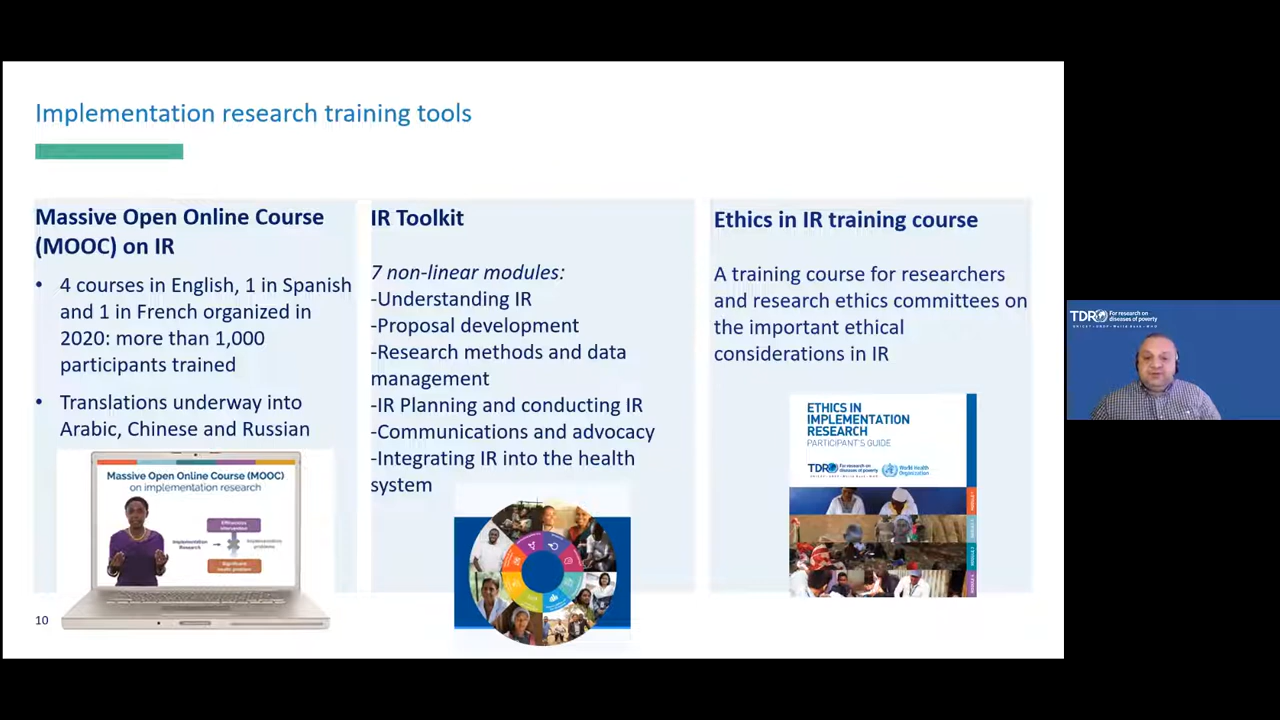 Implementation research training tools
Massive Open Online Course
(MOOC) on IR
• 4 courses in English, 1 in Spanish
and 1 in French organized in
2020: more than 1,000
participants trained
• Translations underway into
Arabic, Chinese and Russian
Massive Open Online Course (MOOC)
on implementation research
Implementation
Research
IR Toolkit
7 non-linear modules:
-Understanding IR
-Proposal development
-Research methods and data
management
-IR Planning and conducting IR
-Communications and advocacy
-Integrating IR into the health
system
Ethics in IR training course
A training course for researchers
and research ethics committees on
the important ethical
considerations in IR
ETHICS IN
IMPLEMENTATION
RESEARCH
PARTICIPANT'S GUIDE
TDR For research on
diseases of poverty
World Health
Organization
10
TDR For research on
diseases of poverty